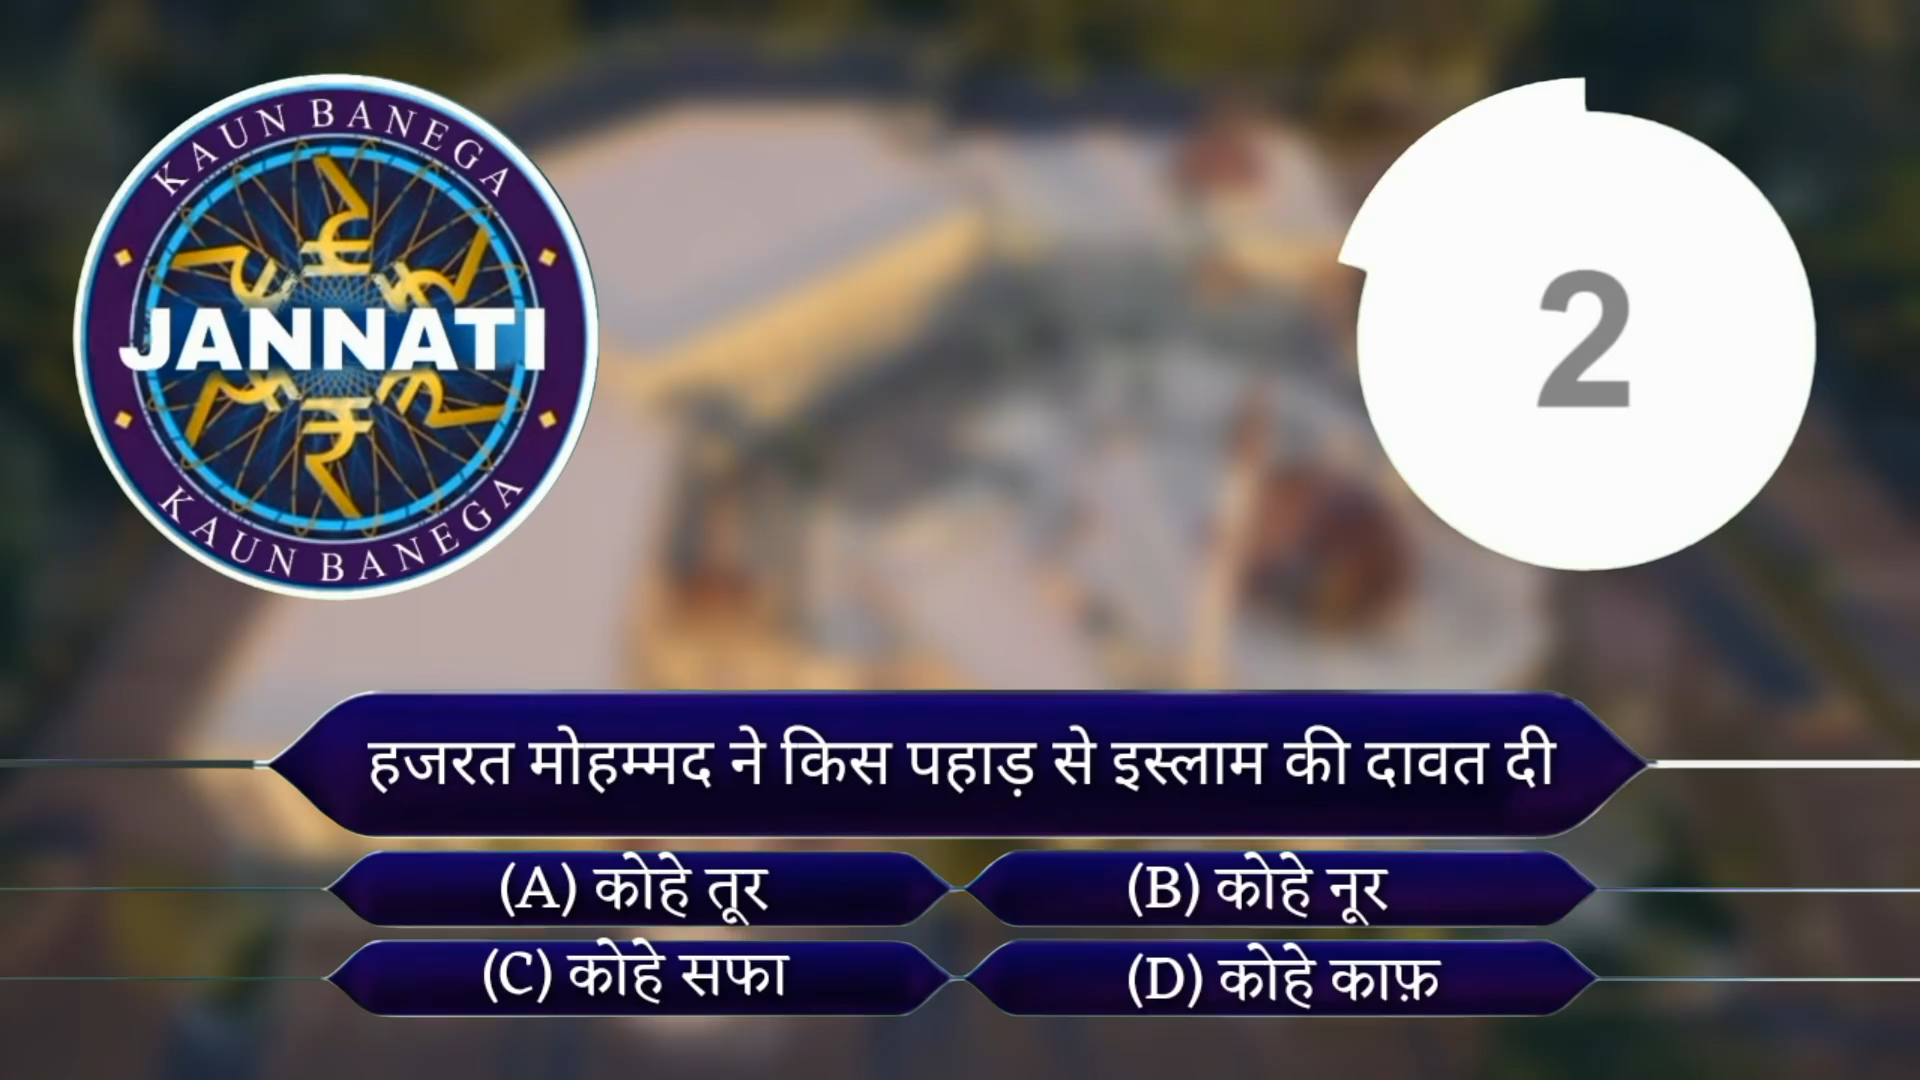 KAUN BANEGA
JANNATI
KAUN BANEGA
2
हजरत मोहम्मद ने किस पहाड़ से इस्लाम की दावत दी
(A) कोहे तूर
(B) कोहे नूर
(C) कोहे सफा
(D) कोहे काफ़